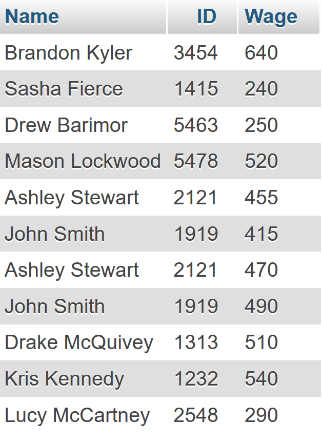 Name ID Wage
Brandon Kyler 3454 640
Sasha Fierce 1415 240
Drew Barimor 5463 250
Mason Lockwood 5478 520
Ashley Stewart 2121 455
John Smith 1919 415
Ashley Stewart 2121 470
John Smith 1919 490
Drake McQuivey 1313 510
Kris Kennedy 1232 540
Lucy McCartney 2548 290